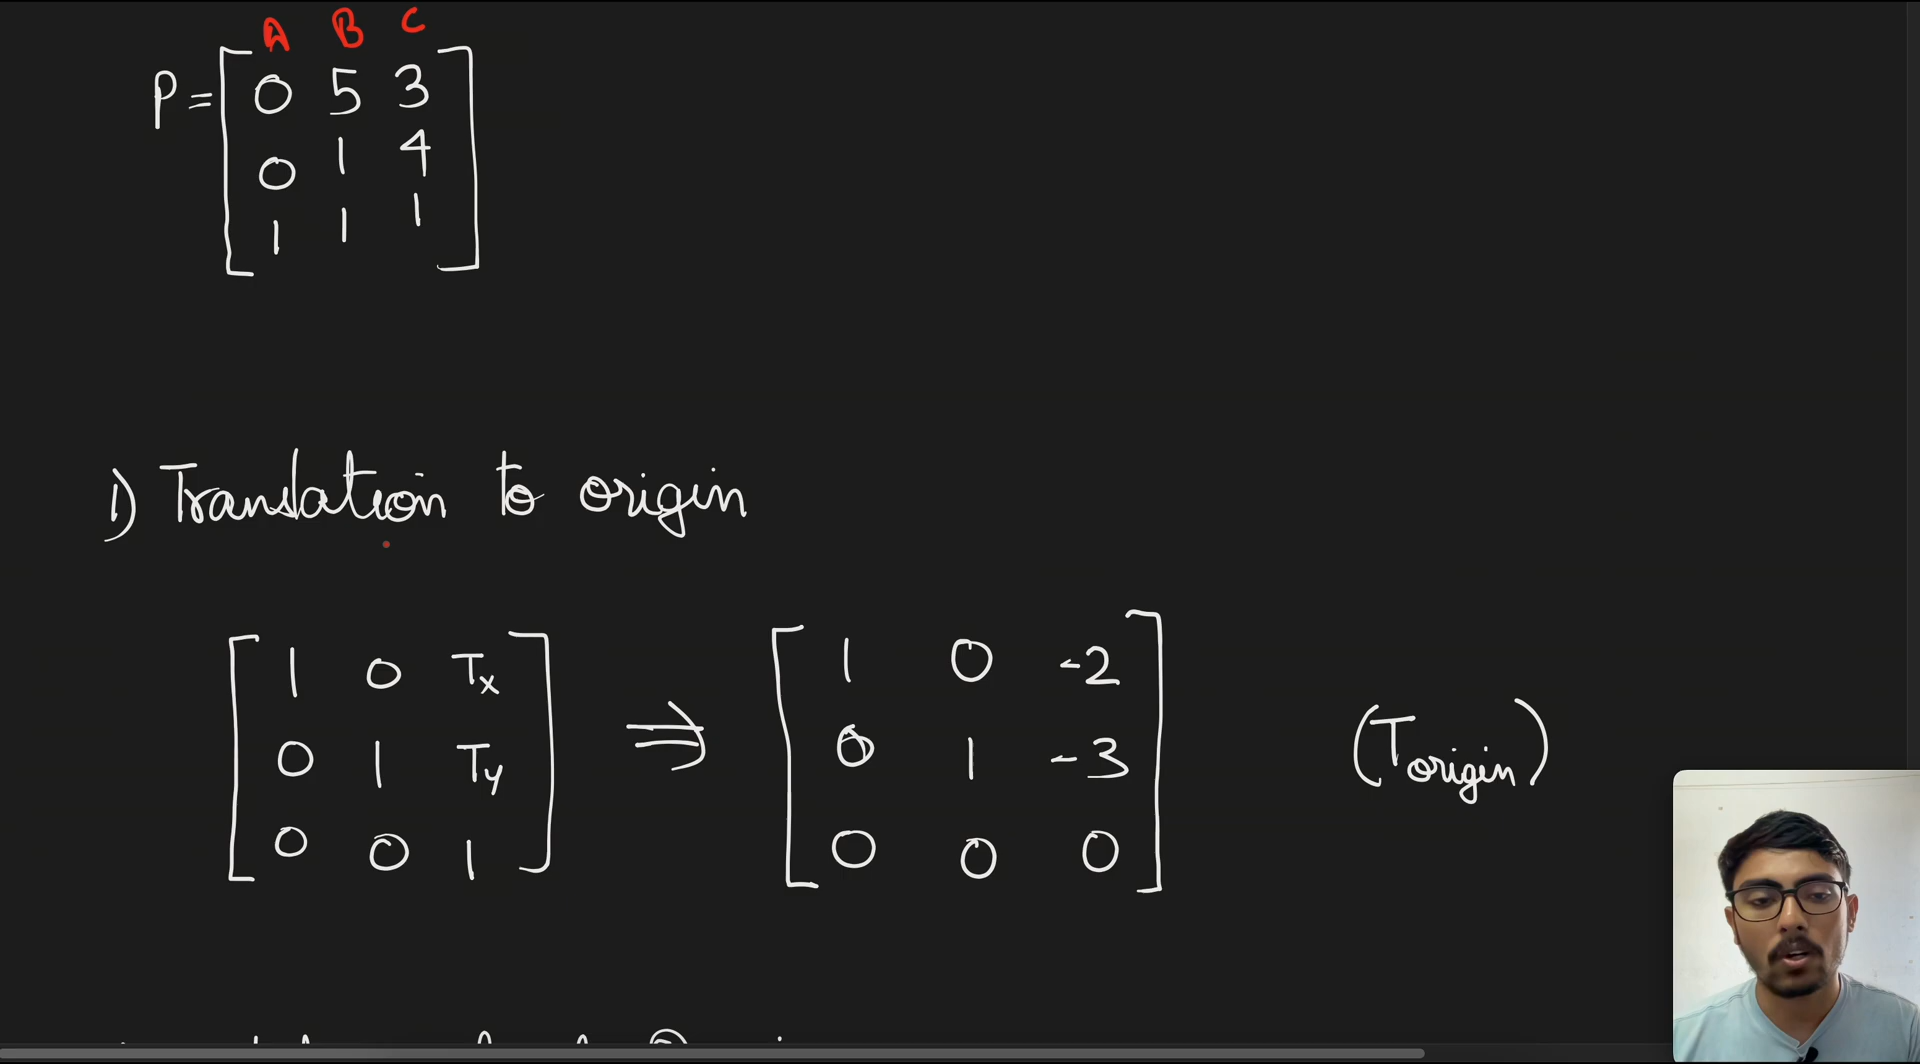 A B C
P = [ 0 5 3
0 1 4
1 1 1 ]
1) Translation to origin
[ 1 0 Tx
0 1 Ty
0 0 1 ] ⇒ [ 1 0 -2
0 1 -3
0 0 0 ] (Torigin)